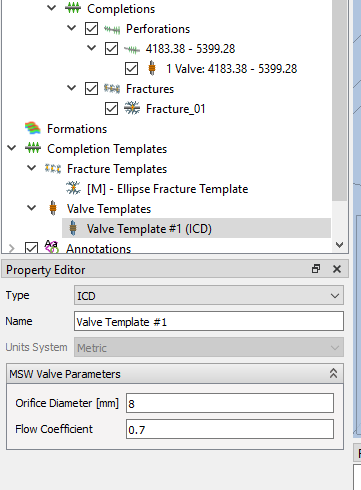 Completions
Perforations
4183.38 - 5399.28
1 Valve: 4183.38 - 5399.28
Fractures
Fracture_01
Formations
Completion Templates
Fracture Templates
[M] - Ellipse Fracture Template
Valve Templates
Valve Template #1 (ICD)
Annotations
Property Editor
Type ICD
Name Valve Template #1
Units System Metric
MSW Valve Parameters
Orifice Diameter [mm] 8
Flow Coefficient 0.7